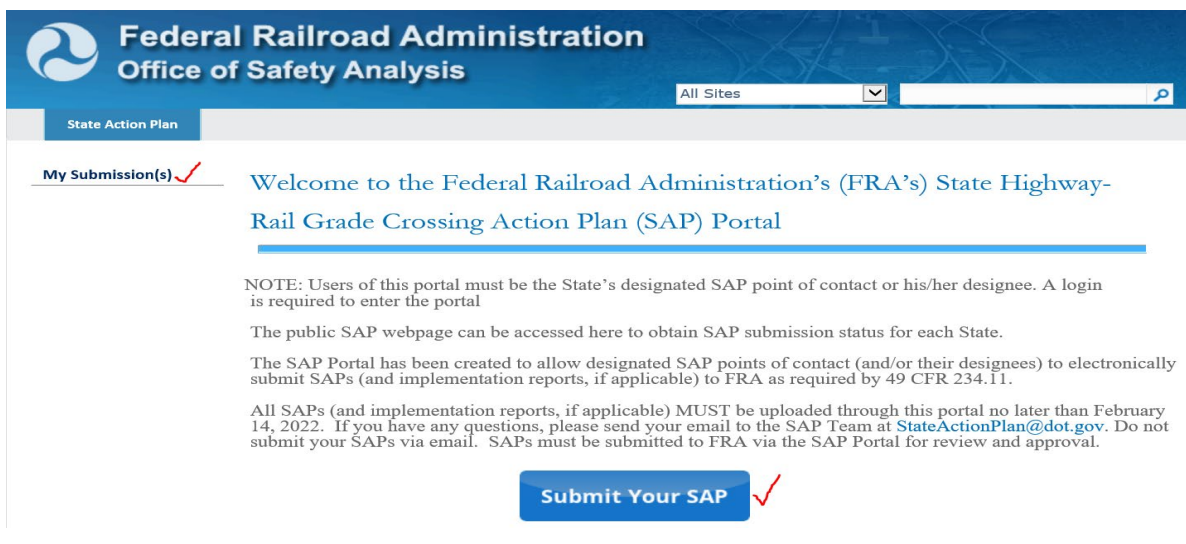 Federal Railroad Administration
Office of Safety Analysis
All Sites
State Action Plan
My Submission(s)
Welcome to the Federal Railroad Administration's (FRA's) State Highway-
Rail Grade Crossing Action Plan (SAP) Portal
NOTE: Users of this portal must be the State's designated SAP point of contact or his/her designee. A login
is required to enter the portal
The public SAP webpage can be accessed here to obtain SAP submission status for each State.
The SAP Portal has been created to allow designated SAP points of contact (and/or their designees) to electronically
submit SAPs (and implementation reports, if applicable) to FRA as required by 49 CFR 234.11.
All SAPs (and implementation reports, if applicable) MUST be uploaded through this portal no later than February
14, 2022.  If you have any questions, please send your email to the SAP Team at StateActionPlan@dot.gov. Do not
submit your SAPs via email.  SAPs must be submitted to FRA via the SAP Portal for review and approval.
Submit Your SAP